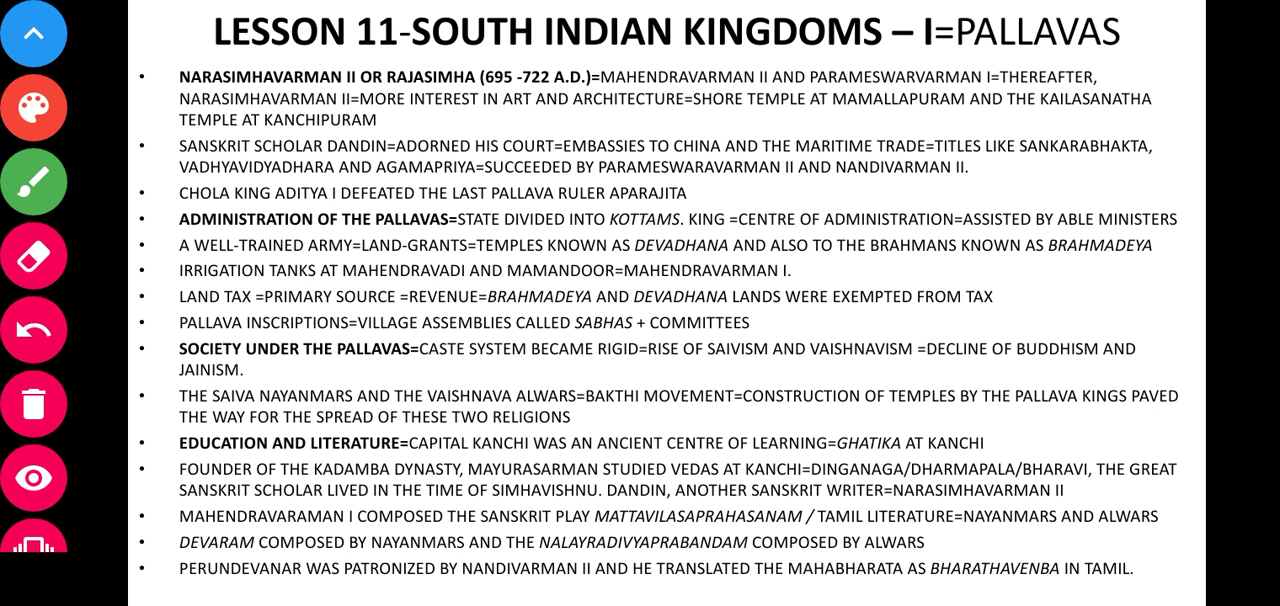 LESSON 11-SOUTH INDIAN KINGDOMS – I=PALLAVAS
• NARASIMHAVARMAN II OR RAJASIMHA (695 -722 A.D.)=MAHENDRAVARMAN II AND PARAMESWARVARMAN I=THEREAFTER,
NARASIMHAVARMAN II=MORE INTEREST IN ART AND ARCHITECTURE=SHORE TEMPLE AT MAMALLAPURAM AND THE KAILASANATHA
TEMPLE AT KANCHIPURAM
• SANSKRIT SCHOLAR DANDIN=ADORNED HIS COURT=EMBASSIES TO CHINA AND THE MARITIME TRADE=TITLES LIKE SANKARABHAKTA,
VADHYAVIDYADHARA AND AGAMAPRIYA=SUCCEEDED BY PARAMESWARAVARMAN II AND NANDIVARMAN II.
• CHOLA KING ADITYA I DEFEATED THE LAST PALLAVA RULER APARAJITA
• ADMINISTRATION OF THE PALLAVAS=STATE DIVIDED INTO KOTTAMS. KING =CENTRE OF ADMINISTRATION=ASSISTED BY ABLE MINISTERS
• A WELL-TRAINED ARMY=LAND-GRANTS=TEMPLES KNOWN AS DEVADHANA AND ALSO TO THE BRAHMANS KNOWN AS BRAHMADEYA
• IRRIGATION TANKS AT MAHENDRAVADI AND MAMANDOOR=MAHENDRAVARMAN I.
• LAND TAX =PRIMARY SOURCE =REVENUE=BRAHMADEYA AND DEVADHANA LANDS WERE EXEMPTED FROM TAX
• PALLAVA INSCRIPTIONS=VILLAGE ASSEMBLIES CALLED SABHAS + COMMITTEES
• SOCIETY UNDER THE PALLAVAS=CASTE SYSTEM BECAME RIGID=RISE OF SAIVISM AND VAISHNAVISM =DECLINE OF BUDDHISM AND
JAINISM.
• THE SAIVA NAYANMARS AND THE VAISHNAVA ALWARS=BAKTHI MOVEMENT=CONSTRUCTION OF TEMPLES BY THE PALLAVA KINGS PAVED
THE WAY FOR THE SPREAD OF THESE TWO RELIGIONS
• EDUCATION AND LITERATURE=CAPITAL KANCHI WAS AN ANCIENT CENTRE OF LEARNING=GHATIKA AT KANCHI
• FOUNDER OF THE KADAMBA DYNASTY, MAYURASARMAN STUDIED VEDAS AT KANCHI=DINGANAGA/DHARMAPALA/BHARAVI, THE GREAT
SANSKRIT SCHOLAR LIVED IN THE TIME OF SIMHAVISHNU. DANDIN, ANOTHER SANSKRIT WRITER=NARASIMHAVARMAN II
• MAHENDRAVARAMAN I COMPOSED THE SANSKRIT PLAY MATTAVILASAPRAHASANAM / TAMIL LITERATURE=NAYANMARS AND ALWARS
• DEVARAM COMPOSED BY NAYANMARS AND THE NALAYRADIVYAPRABANDAM COMPOSED BY ALWARS
• PERUNDEVANAR WAS PATRONIZED BY NANDIVARMAN II AND HE TRANSLATED THE MAHABHARATA AS BHARATHAVENBA IN TAMIL.